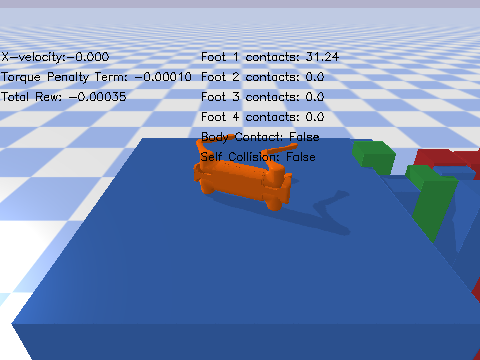 X-velocity:-0.000
Torque Penalty Term: -0.00010
Total Rew: -0.00035
Foot 1 contacts: 31.24
Foot 2 contacts: 0.0
Foot 3 contacts: 0.0
Foot 4 contacts: 0.0
Body Contact: False
Self Collision: False